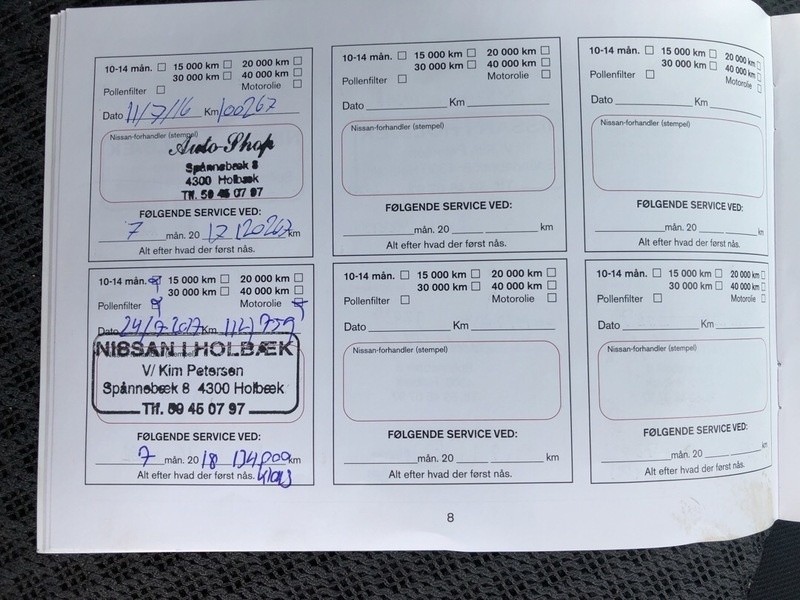 10-14 mån. 15 000 km 20 000 km
30 000 km 40 000 km
Pollenfilter Motorolie
Dato 11/7/16 Km 100267
Nissan-forhandler (stempel)
Auto-Shop
Spånnebæk 8
4300 Holbæk
Tlf. 59 45 07 97
FØLGENDE SERVICE VED:
7 mån. 20 17 120267 km
Alt efter hvad der først nås.
10-14 mån. 15 000 km 20 000 km
30 000 km 40 000 km
Pollenfilter Motorolie
Dato Km
Nissan-forhandler (stempel)
FØLGENDE SERVICE VED:
mån. 20 km
Alt efter hvad der først nås.
10-14 mån. 15 000 km 20 000 km
30 000 km 40 000 km
Pollenfilter Motorolie
Dato Km
Nissan-forhandler (stempel)
FØLGENDE SERVICE VED:
mån. 20 km
Alt efter hvad der først nås.
10-14 mån. 15 000 km 20 000 km
30 000 km 40 000 km
Pollenfilter Motorolie
Dato 24/7-2017 Km
NISSAN I HOLBÆK
V/ Kim Petersen
Spånnebæk 8 4300 Holbæk
Tlf. 59 45 07 97
FØLGENDE SERVICE VED:
7 mån. 20 18 134000 km
Alt efter hvad der først nås.
10-14 mån. 15 000 km 20 000 km
30 000 km 40 000 km
Pollenfilter Motorolie
Dato Km
Nissan-forhandler (stempel)
FØLGENDE SERVICE VED:
mån. 20 km
Alt efter hvad der først nås.
10-14 mån. 15 000 km 20 000 km
30 000 km 40 000 km
Pollenfilter Motorolie
Dato Km
Nissan-forhandler (stempel)
FØLGENDE SERVICE VED:
mån. 20 km
Alt efter hvad der først nås.
8